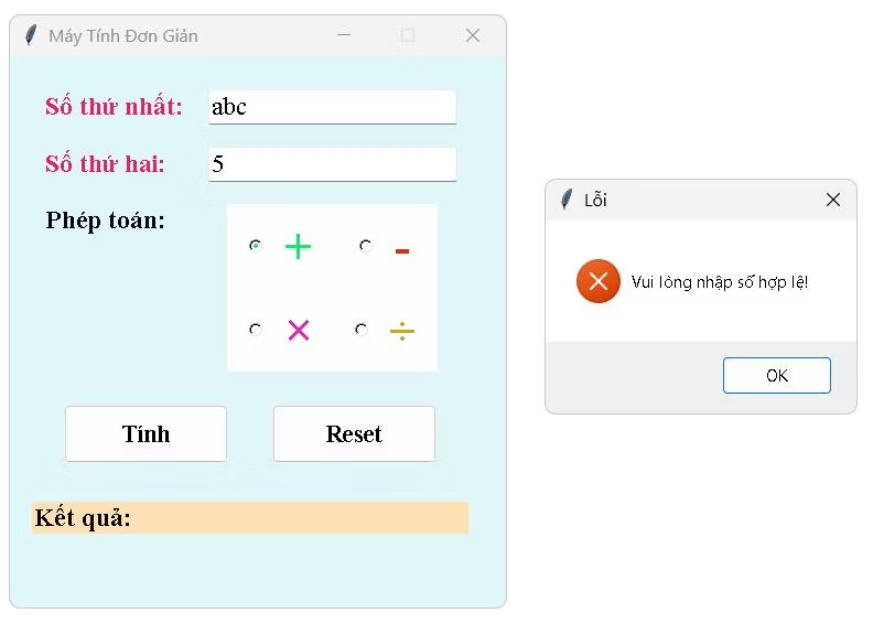 Máy Tính Đơn Giản
Số thứ nhất: abc
Số thứ hai: 5
Phép toán:
+ -
× ÷
Tính Reset
Kết quả:
Lỗi
Vui lòng nhập số hợp lệ!
OK